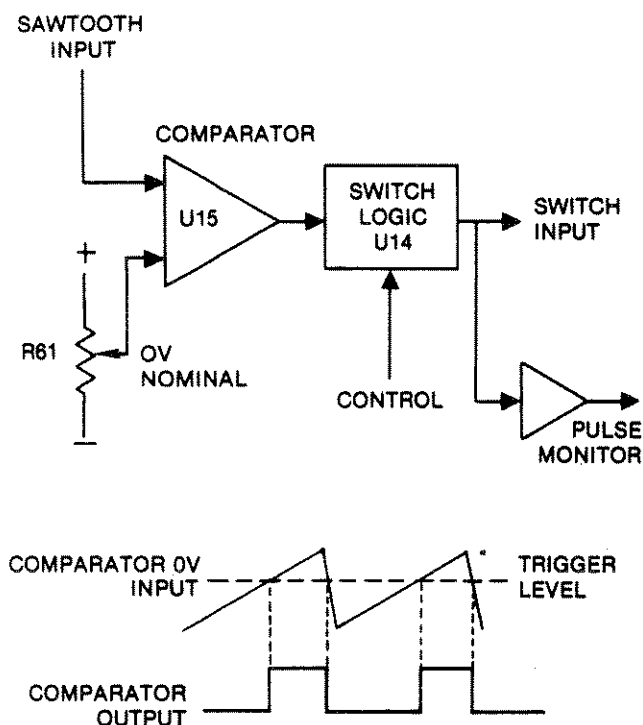 SAWTOOTH
INPUT
COMPARATOR
U15
SWITCH
LOGIC
U14
SWITCH
INPUT
+
R61
0V
NOMINAL
CONTROL
PULSE
MONITOR
COMPARATOR 0V
INPUT
TRIGGER
LEVEL
COMPARATOR
OUTPUT